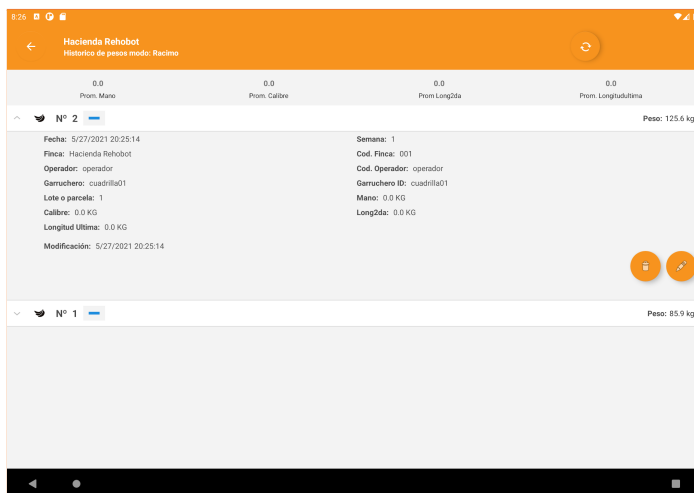 8:26
Hacienda Rehobot
Historico de pesos modo: Racimo
0.0 0.0 0.0 0.0
Prom. Mano Prom. Calibre Prom Long2da Prom. Longitudultima
Nº 2 Peso: 125.6 kg
Fecha: 5/27/2021 20:25:14 Semana: 1
Finca: Hacienda Rehobot Cod. Finca: 001
Operador: operador Cod. Operador: operador
Garruchero: cuadrilla01 Garruchero ID: cuadrilla01
Lote o parcela: 1 Mano: 0.0 KG
Calibre: 0.0 KG Long2da: 0.0 KG
Longitud Ultima: 0.0 KG
Modificación: 5/27/2021 20:25:14
Nº 1 Peso: 85.9 kg